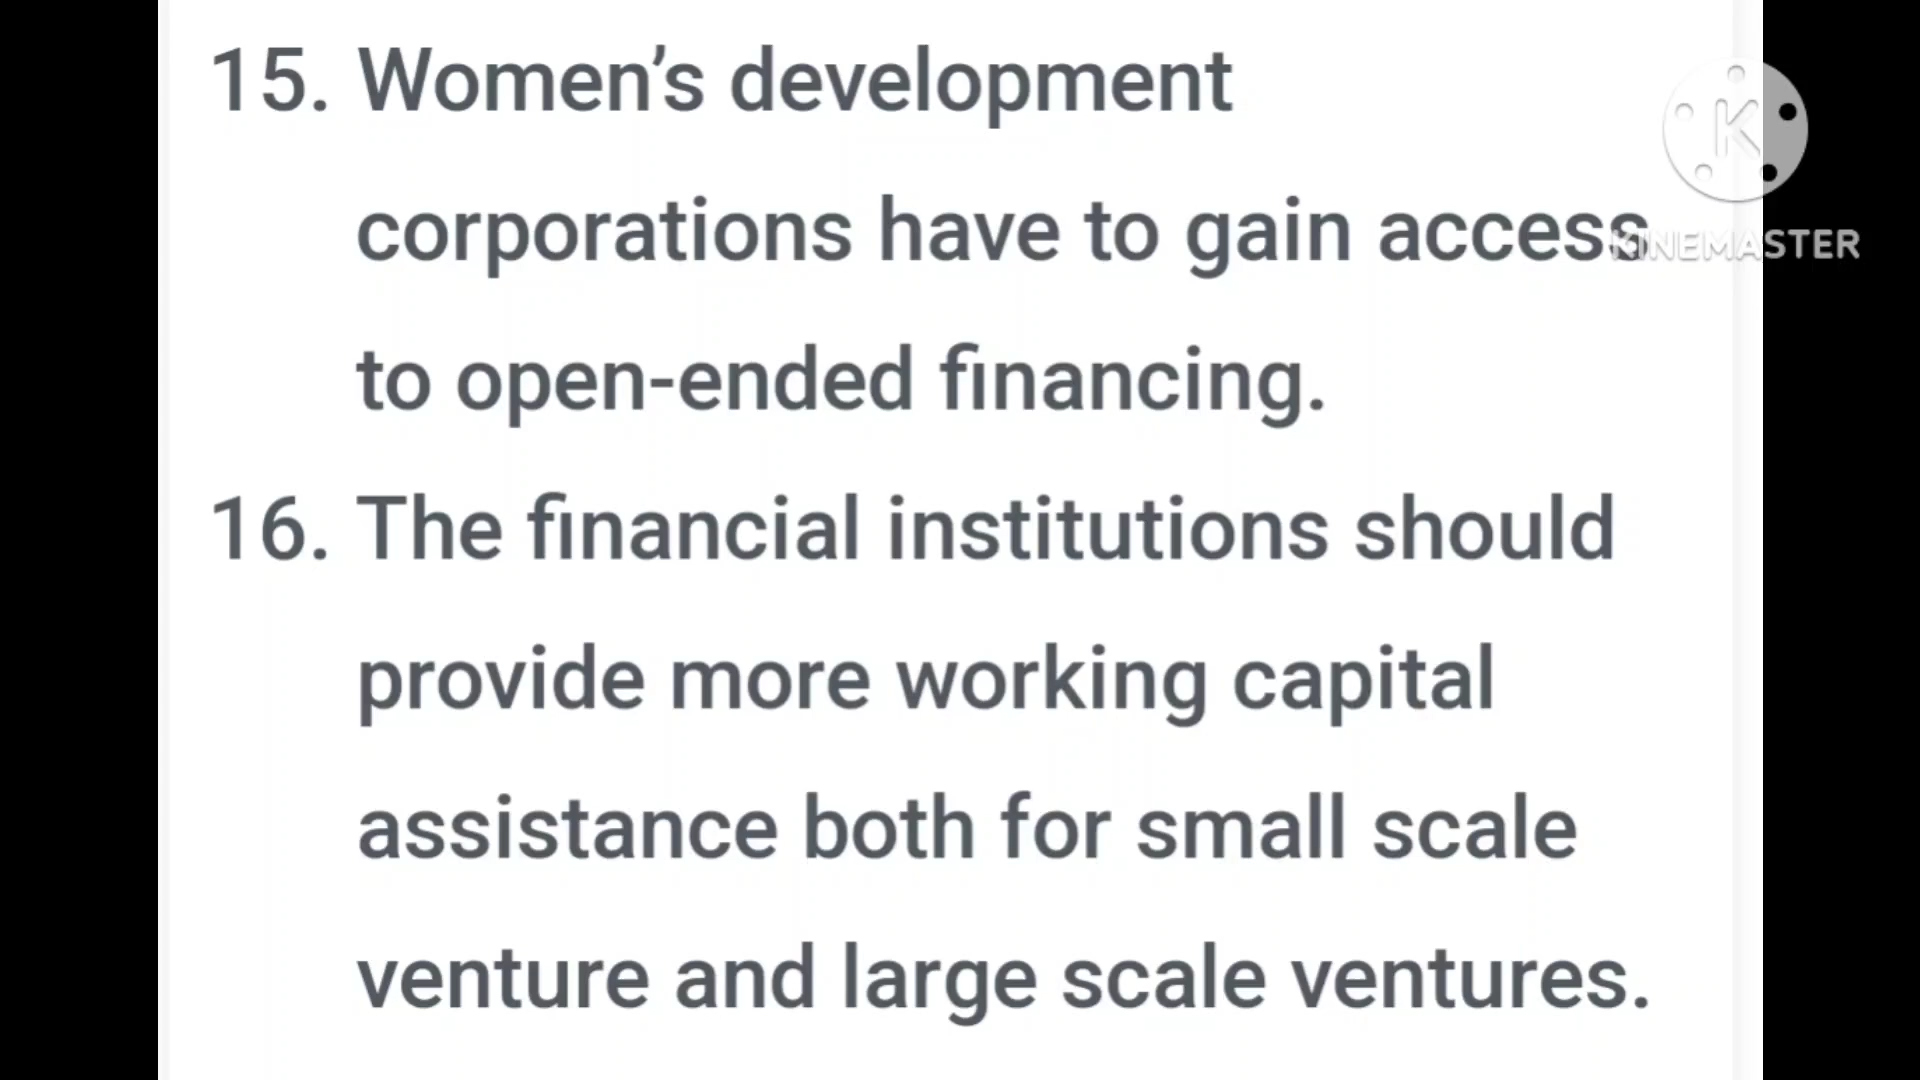 15. Women’s development
corporations have to gain access
to open-ended financing.
16. The financial institutions should
provide more working capital
assistance both for small scale
venture and large scale ventures.
K
KINEMASTER